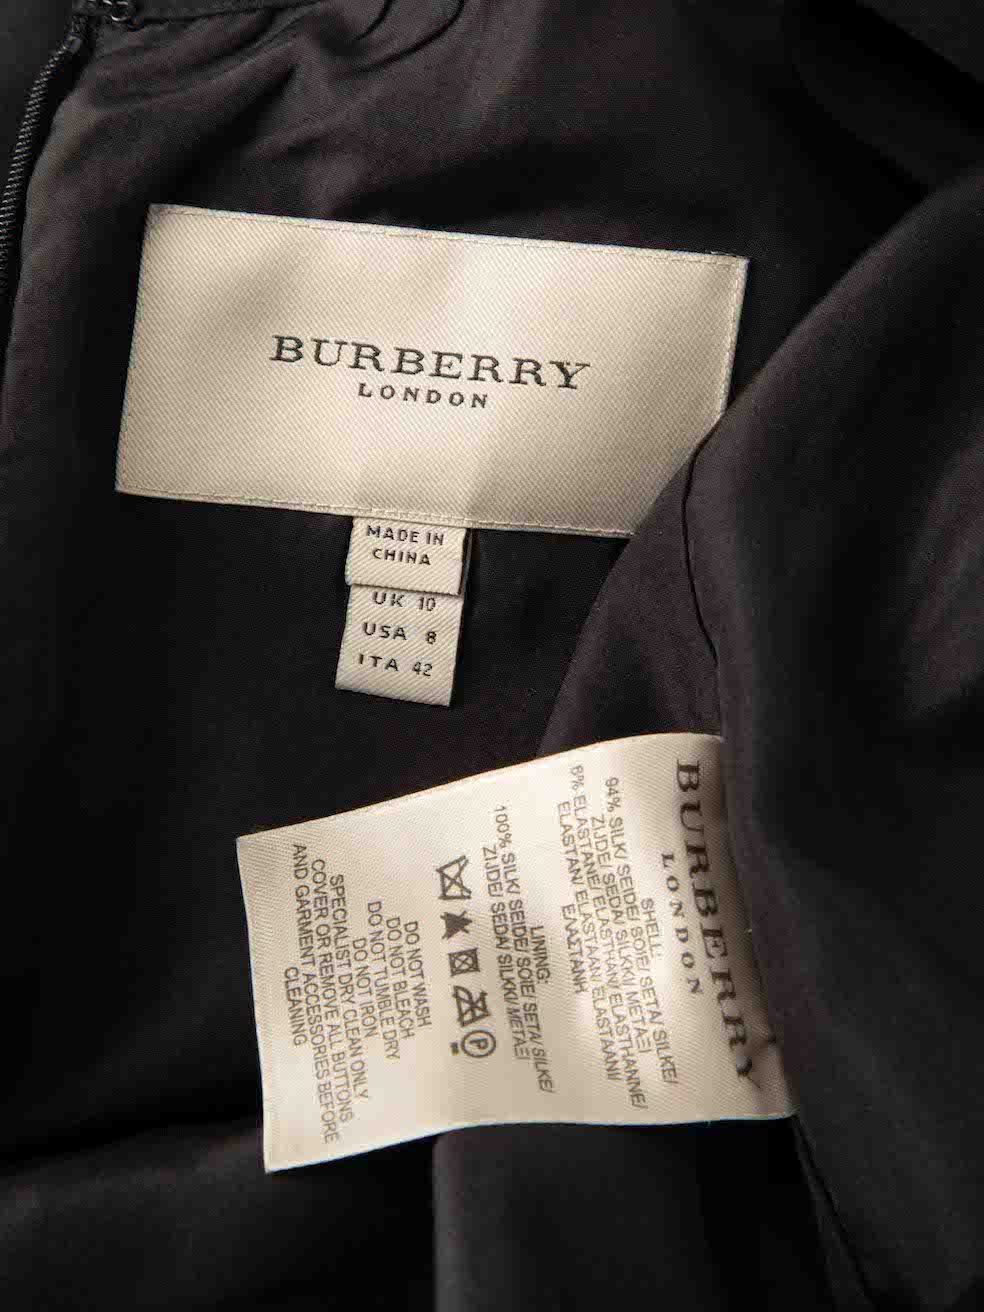 BURBERRY
LONDON
MADE IN
CHINA
UK 10
USA 8
ITA 42
BURBERRY
LONDON
SHELL:
94% SILK/ SEIDE/ SOIE/ SETA/ SILKE/
ZIJDE/ SEDA/ SILKKI/ ΜΕΤΑΞΙ
6% ELASTANE/ ELASTHAN/ ELASTHANNE/
ELASTAN/ ELASTAAN/ ELASTAANI/
ΕΛΑΣΤΑΝΗ
LINING:
100% SILK/ SEIDE/ SOIE/ SETA/ SILKE/
ZIJDE/ SEDA/ SILKKI/ ΜΕΤΑΞΙ
P
DO NOT WASH
DO NOT BLEACH
DO NOT TUMBLE DRY
DO NOT IRON
SPECIALIST DRY CLEAN ONLY
COVER OR REMOVE ALL BUTTONS
AND GARMENT ACCESSORIES BEFORE
CLEANING